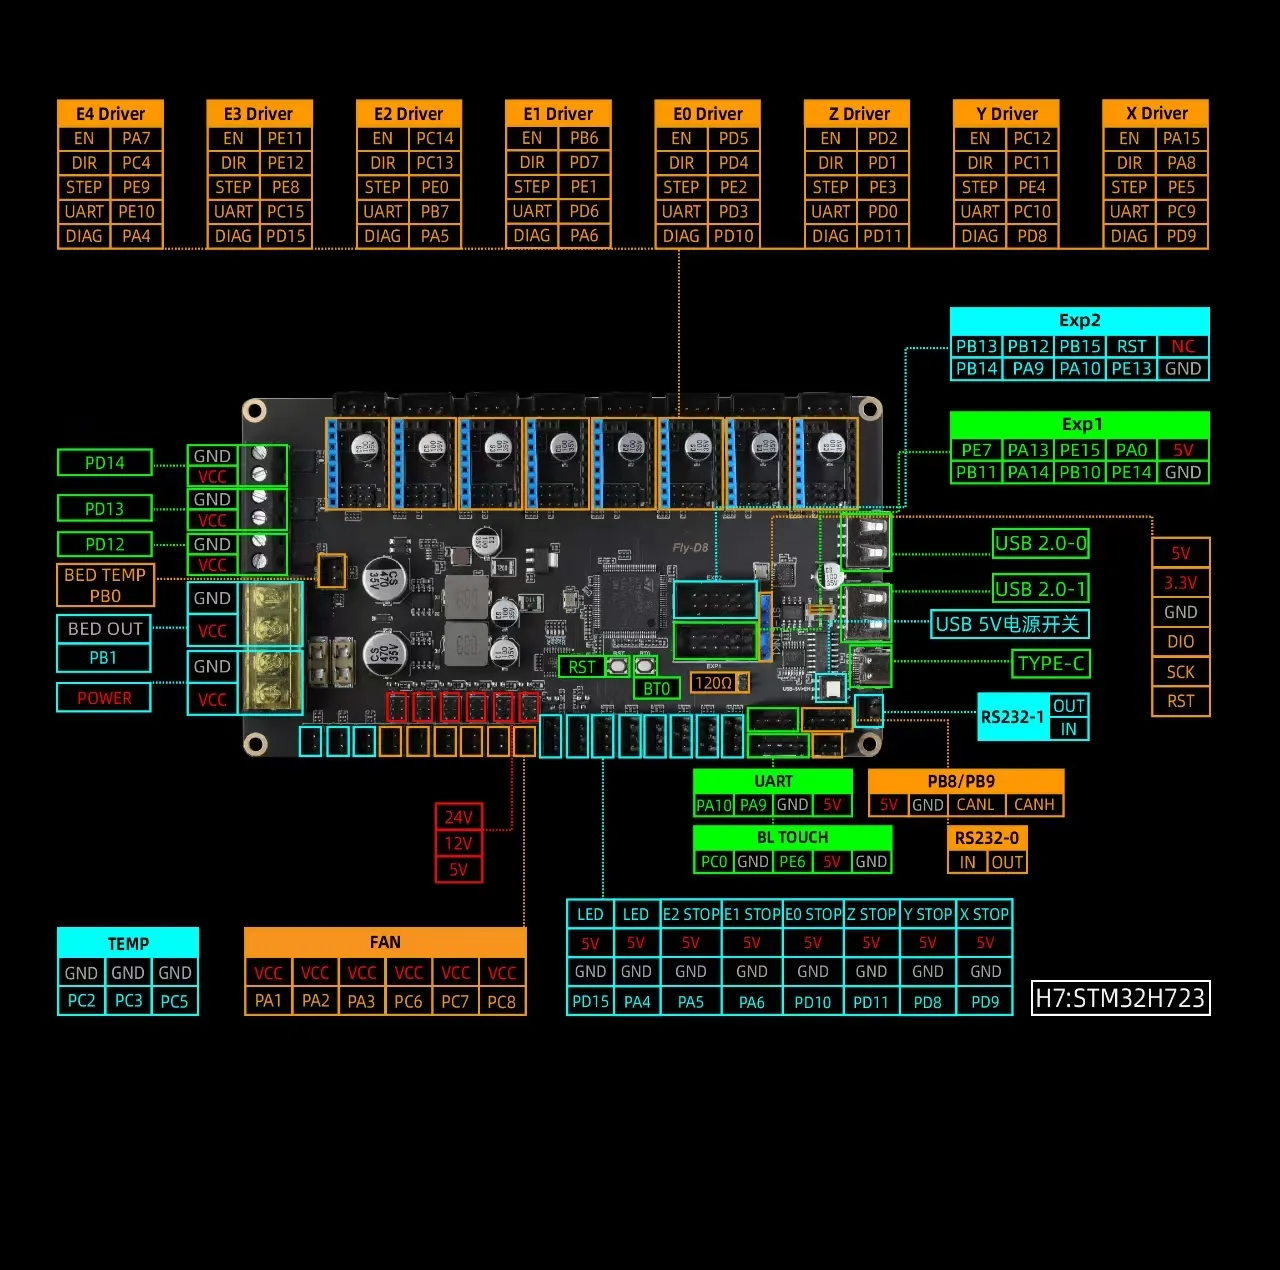 E4 Driver
EN PA7
DIR PC4
STEP PE9
UART PE10
DIAG PA4
E3 Driver
EN PE11
DIR PE12
STEP PE8
UART PC15
DIAG PD15
E2 Driver
EN PC14
DIR PC13
STEP PE0
UART PB7
DIAG PA5
E1 Driver
EN PB6
DIR PD7
STEP PE1
UART PD6
DIAG PA6
E0 Driver
EN PD5
DIR PD4
STEP PE2
UART PD3
DIAG PD10
Z Driver
EN PD2
DIR PD1
STEP PE3
UART PD0
DIAG PD11
Y Driver
EN PC12
DIR PC11
STEP PE4
UART PC10
DIAG PD8
X Driver
EN PA15
DIR PA8
STEP PE5
UART PC9
DIAG PD9
Exp2
PB13 PB12 PB15 RST NC
PB14 PA9 PA10 PE13 GND
Exp1
PE7 PA13 PE15 PA0 5V
PB11 PA14 PB10 PE14 GND
PD14
GND
VCC
PD13
GND
VCC
PD12
GND
VCC
BED TEMP
PB0
BED OUT
PB1
GND
VCC
POWER
GND
VCC
Fly-D8
EXP2
EXP1
RST
RST
BT0
BT0
120Ω
USB 2.0-0
USB 2.0-1
USB 5V电源开关
TYPE-C
RS232-1
OUT
IN
5V
3.3V
GND
DIO
SCK
RST
24V
12V
5V
UART
PA10 PA9 GND 5V
BL TOUCH
PC0 GND PE6 5V GND
PB8/PB9
5V GND CANL CANH
RS232-0
IN OUT
TEMP
GND GND GND
PC2 PC3 PC5
FAN
VCC VCC VCC VCC VCC VCC
PA1 PA2 PA3 PC6 PC7 PC8
LED LED E2 STOP E1 STOP E0 STOP Z STOP Y STOP X STOP
5V 5V 5V 5V 5V 5V 5V 5V
GND GND GND GND GND GND GND GND
PD15 PA4 PA5 PA6 PD10 PD11 PD8 PD9
H7:STM32H723